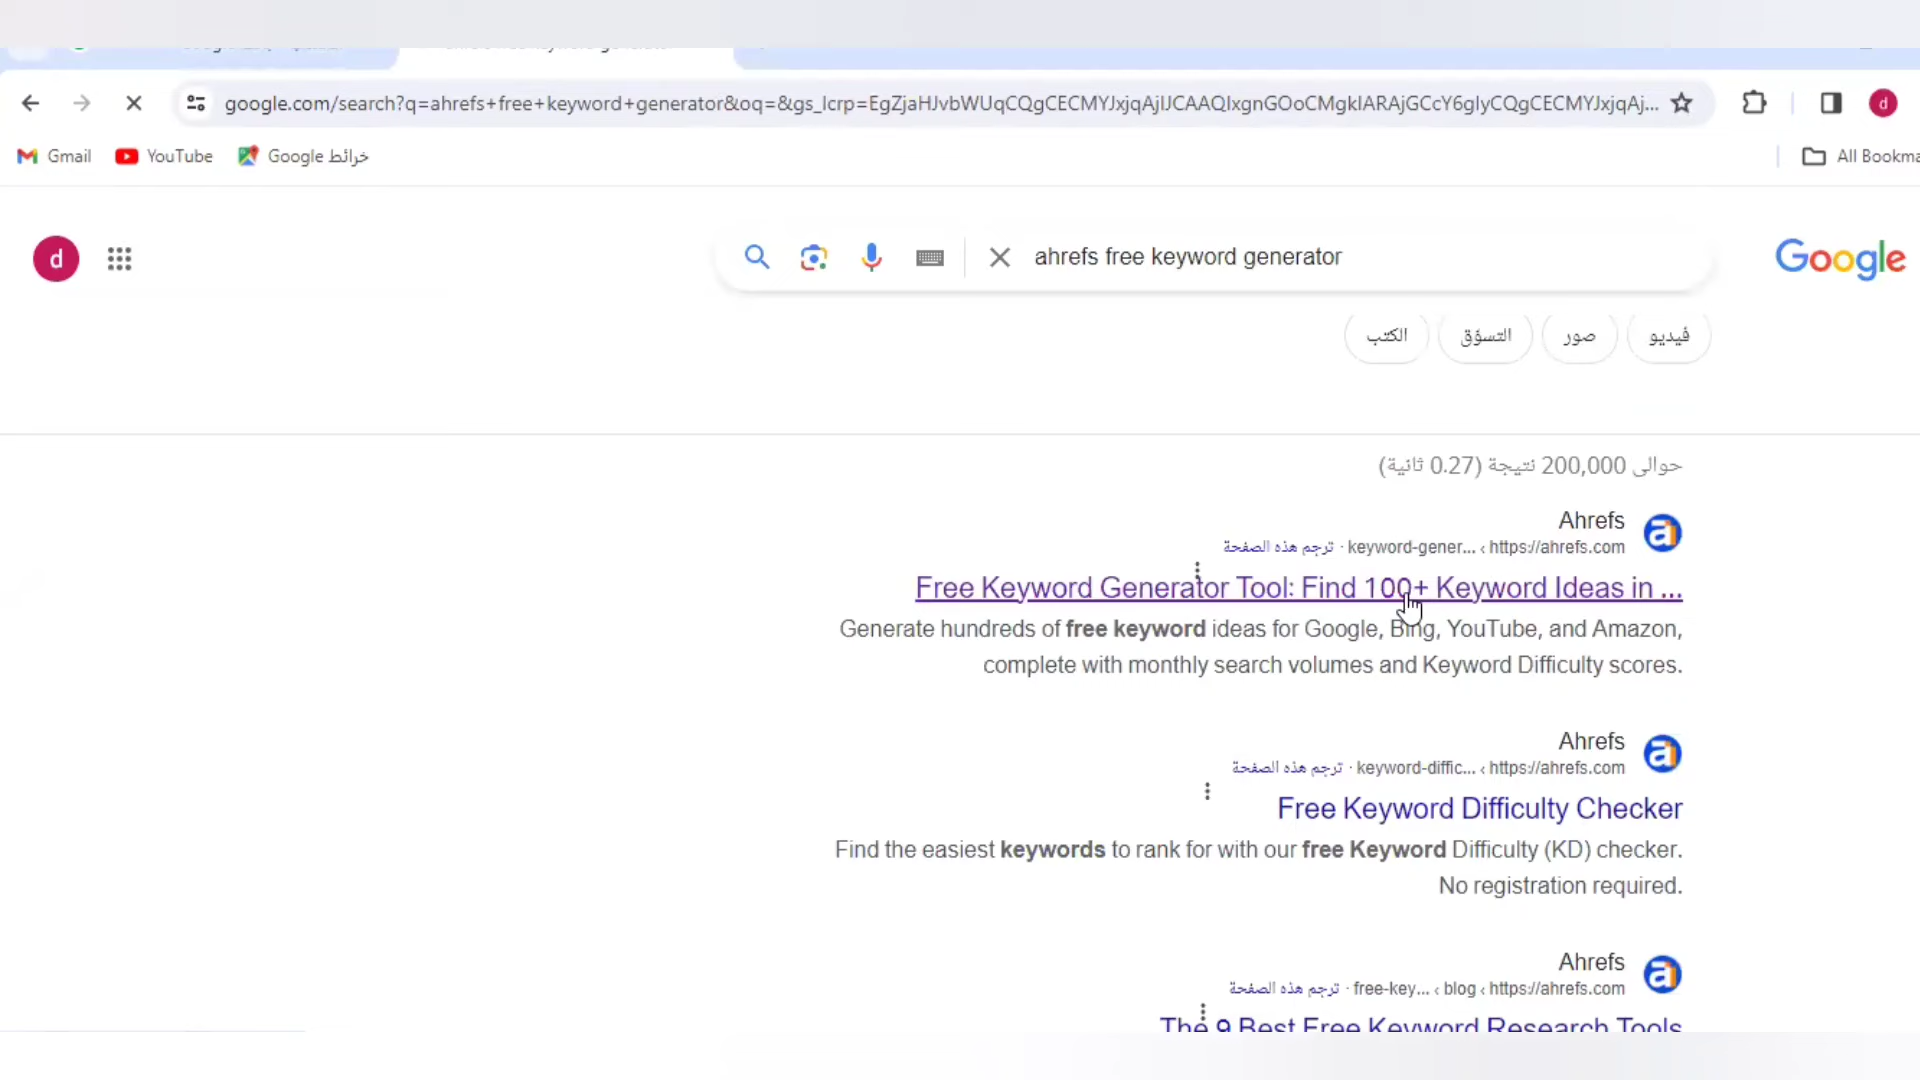 google.com/search?q=ahrefs+free+keyword+generator&oq=&gs_lcrp=EgZjaHJvbWUqCQgCECMYJxjqAjIJCAAQIxgnGOoCMgkIARAjGCcY6gIyCQgCECMYJxjqAj...
Gmail YouTube خرائط Google All Bookma
d ahrefs free keyword generator Google
فيديو صور التسوّق الكتب
حوالى 200,000 نتيجة (0.27 ثانية)
Ahrefs
https://ahrefs.com › keyword-gener... · ترجم هذه الصفحة
Free Keyword Generator Tool: Find 100+ Keyword Ideas in ...
Generate hundreds of free keyword ideas for Google, Bing, YouTube, and Amazon,
complete with monthly search volumes and Keyword Difficulty scores.
Ahrefs
https://ahrefs.com › keyword-diffic... · ترجم هذه الصفحة
Free Keyword Difficulty Checker
Find the easiest keywords to rank for with our free Keyword Difficulty (KD) checker.
No registration required.
Ahrefs
https://ahrefs.com › blog › free-key... · ترجم هذه الصفحة
The 9 Best Free Keyword Research Tools